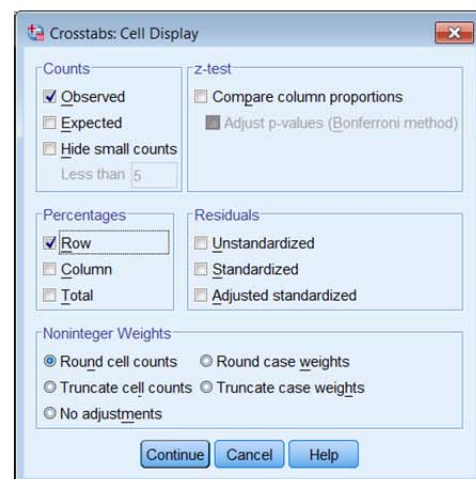 Crosstabs: Cell Display
Counts
Observed
Expected
Hide small counts
Less than 5
z-test
Compare column proportions
Adjust p-values (Bonferroni method)
Percentages
Row
Column
Total
Residuals
Unstandardized
Standardized
Adjusted standardized
Noninteger Weights
Round cell counts Round case weights
Truncate cell counts Truncate case weights
No adjustments
Continue Cancel Help